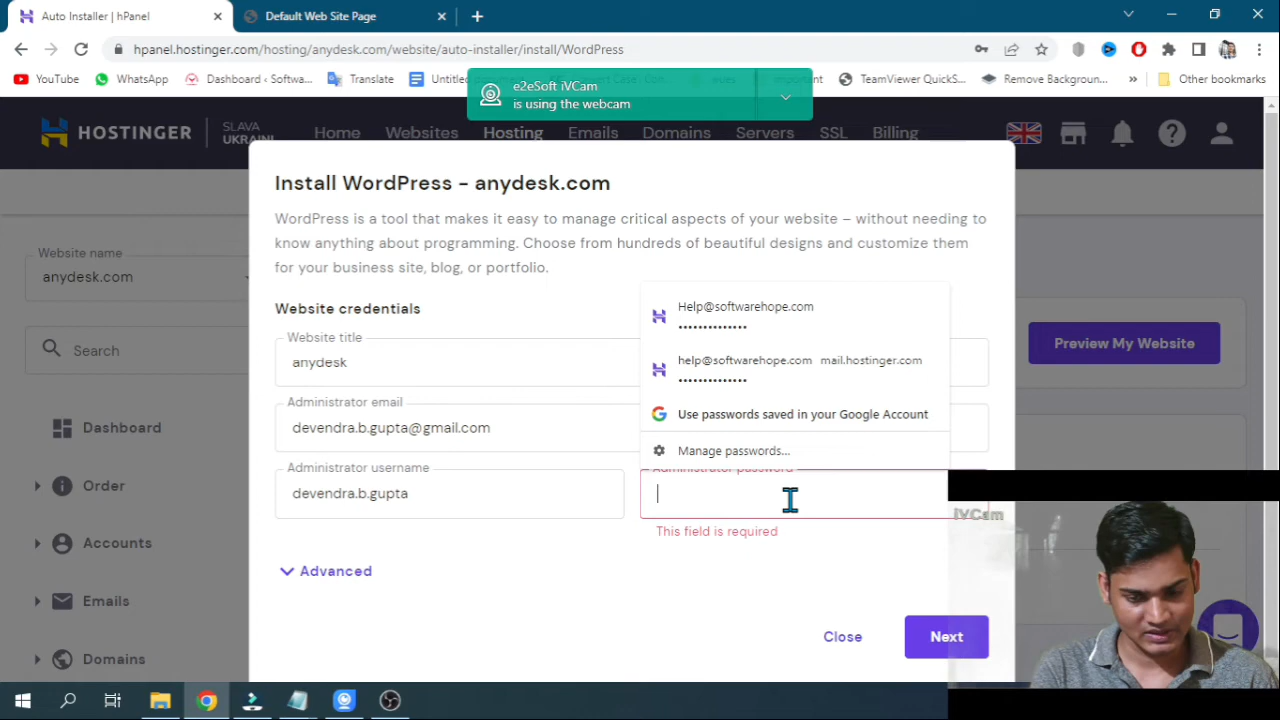 Auto Installer | hPanel
Default Web Site Page
hpanel.hostinger.com/hosting/anydesk.com/website/auto-installer/install/WordPress
YouTube
WhatsApp
Dashboard ‹ Softwa...
Translate
Untitled
Convert Case
important
TeamViewer QuickS...
Remove Backgroun...
»
Other bookmarks
e2eSoft iVCam
is using the webcam
HOSTINGER
SLAVA
UKRAINI
Home
Websites
Hosting
Emails
Domains
Servers
SSL
Billing
Install WordPress - anydesk.com
WordPress is a tool that makes it easy to manage critical aspects of your website – without needing to
know anything about programming. Choose from hundreds of beautiful designs and customize them
for your business site, blog, or portfolio.
Website name
anydesk.com
Search
Preview My Website
Website credentials
Website title
anydesk
Administrator email
devendra.b.gupta@gmail.com
Administrator username
devendra.b.gupta
Help@softwarehope.com
••••••••••••••
help@softwarehope.com mail.hostinger.com
••••••••••••••
Use passwords saved in your Google Account
Manage passwords...
Administrator password
This field is required
Advanced
Close
Next
Dashboard
Order
Accounts
Emails
Domains
iVCam